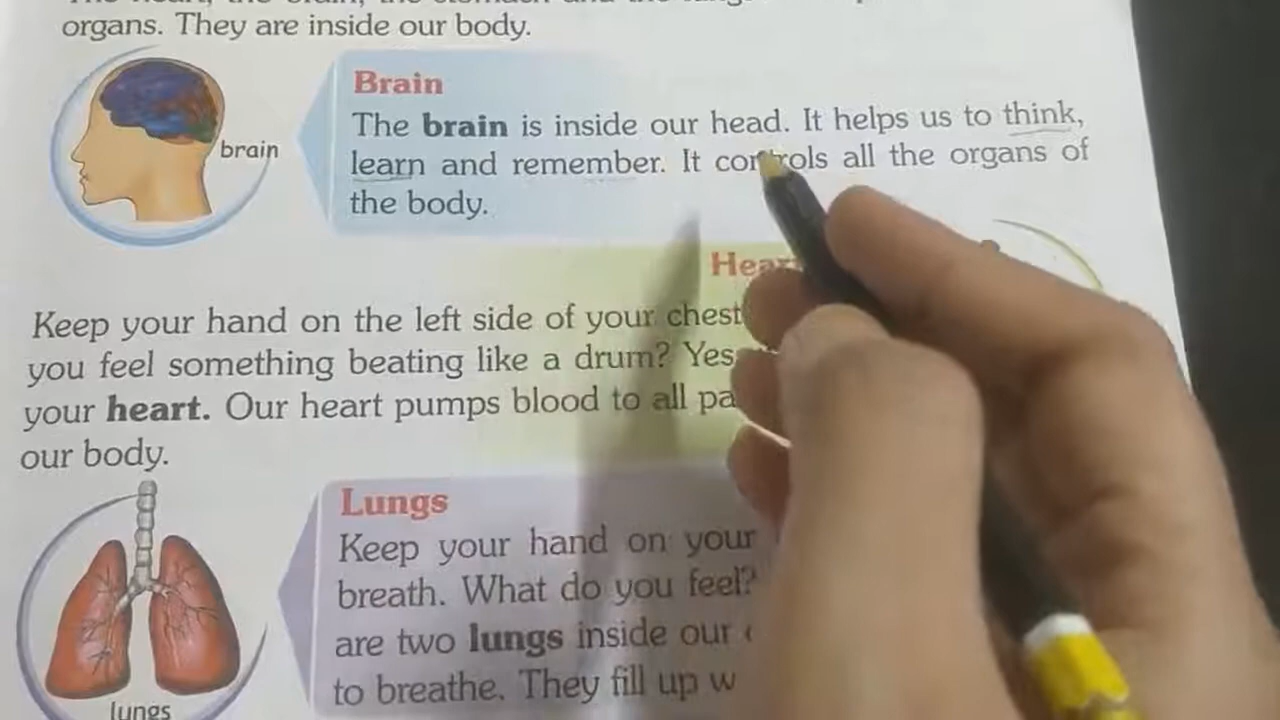 organs. They are inside our body.
Brain
The brain is inside our head. It helps us to think,
learn and remember. It controls all the organs of
the body.
brain
Heart
Keep your hand on the left side of your chest
you feel something beating like a drum? Yes
your heart. Our heart pumps blood to all
our body.
Lungs
Keep your hand on your
breath. What do you feel?
are two lungs inside our
to breathe. They fill up
lungs